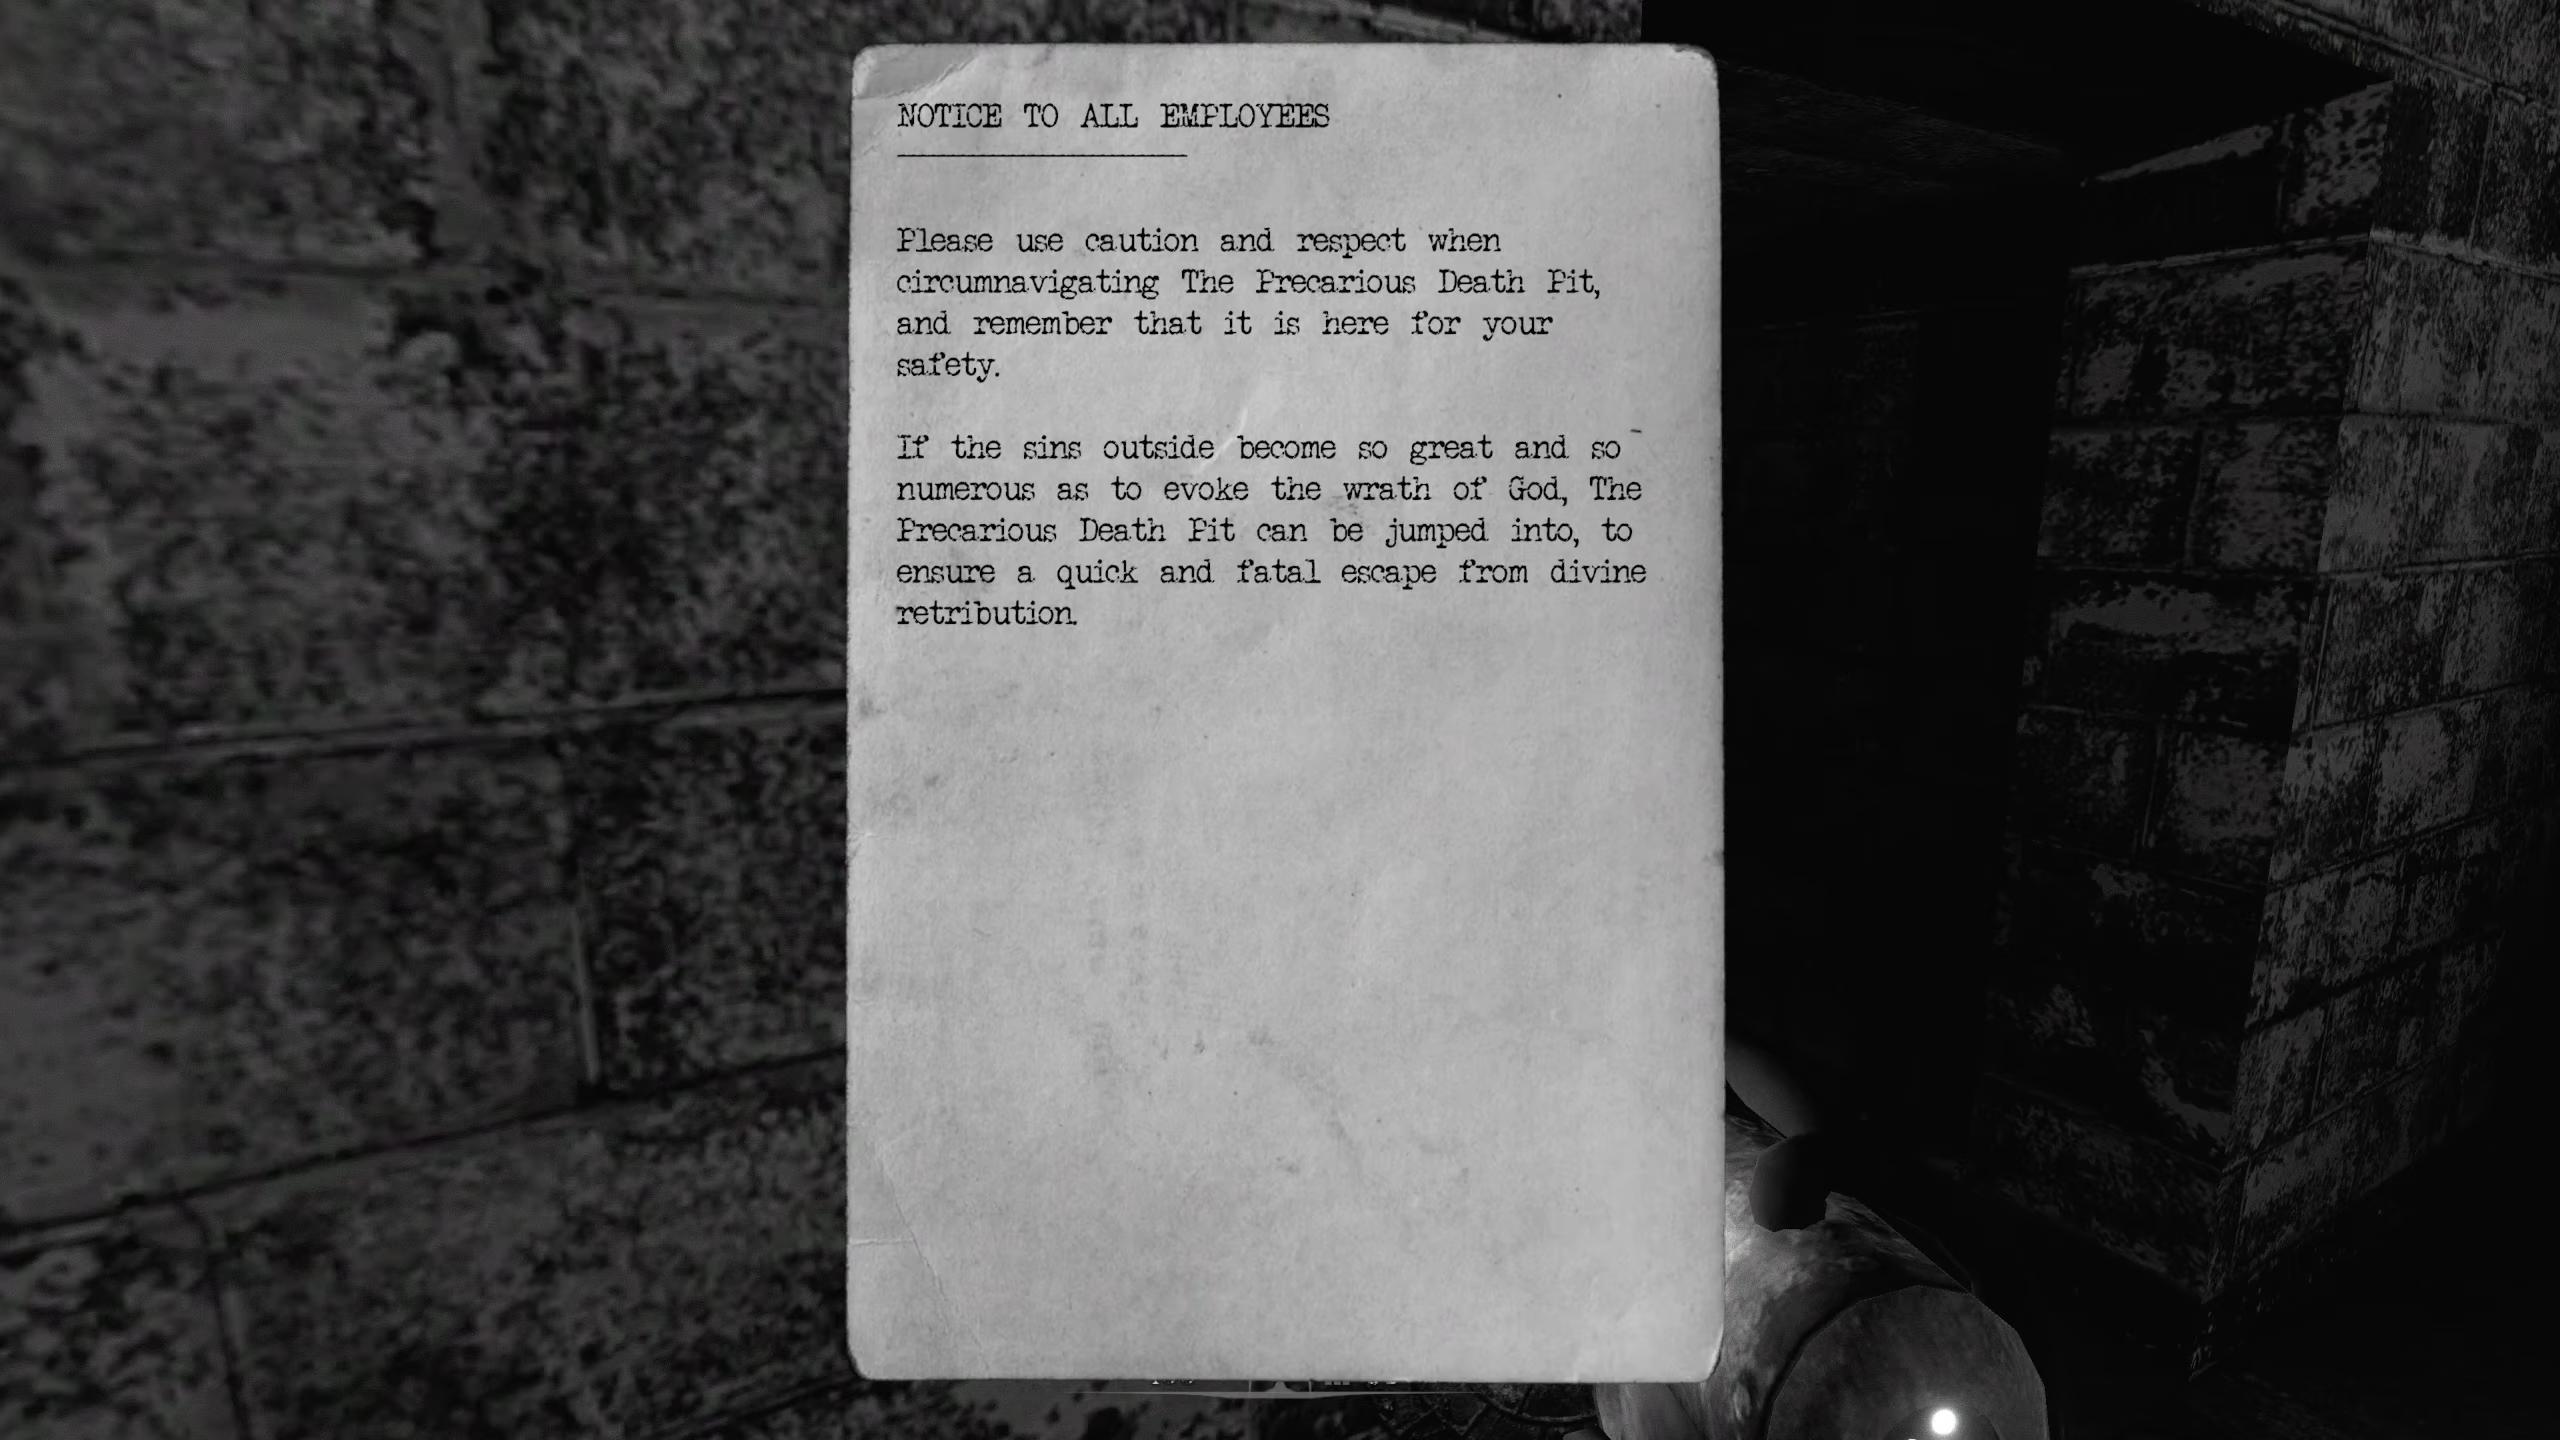 NOTICE TO ALL EMPLOYEES
Please use caution and respect when
circumnavigating The Precarious Death Pit,
and remember that it is here for your
safety.
If the sins outside become so great and so
numerous as to evoke the wrath of God, The
Precarious Death Pit can be jumped into, to
ensure a quick and fatal escape from divine
retribution.